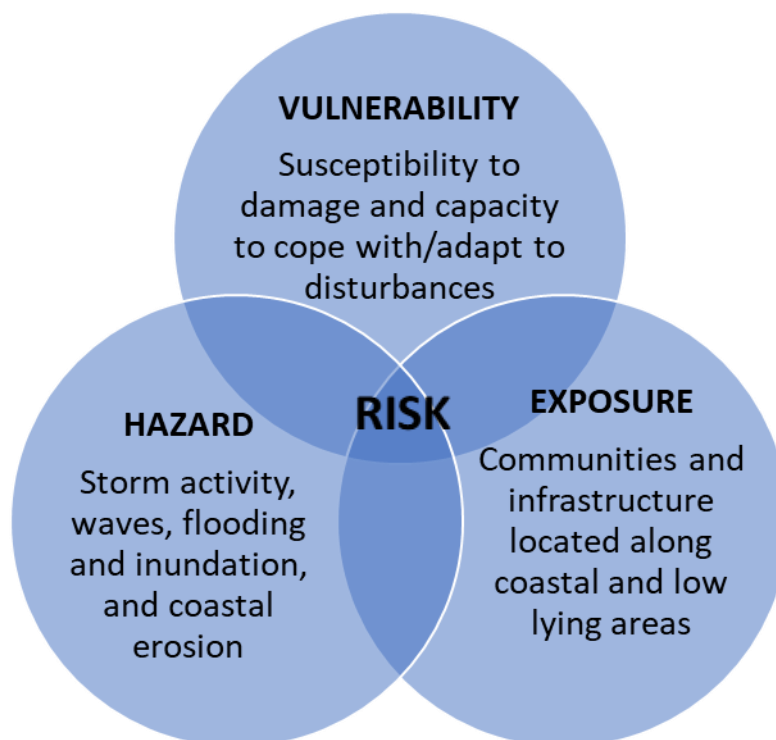 VULNERABILITY
Susceptibility to
damage and capacity
to cope with/adapt to
disturbances
RISK
HAZARD
Storm activity,
waves, flooding
and inundation,
and coastal
erosion
EXPOSURE
Communities and
infrastructure
located along
coastal and low
lying areas